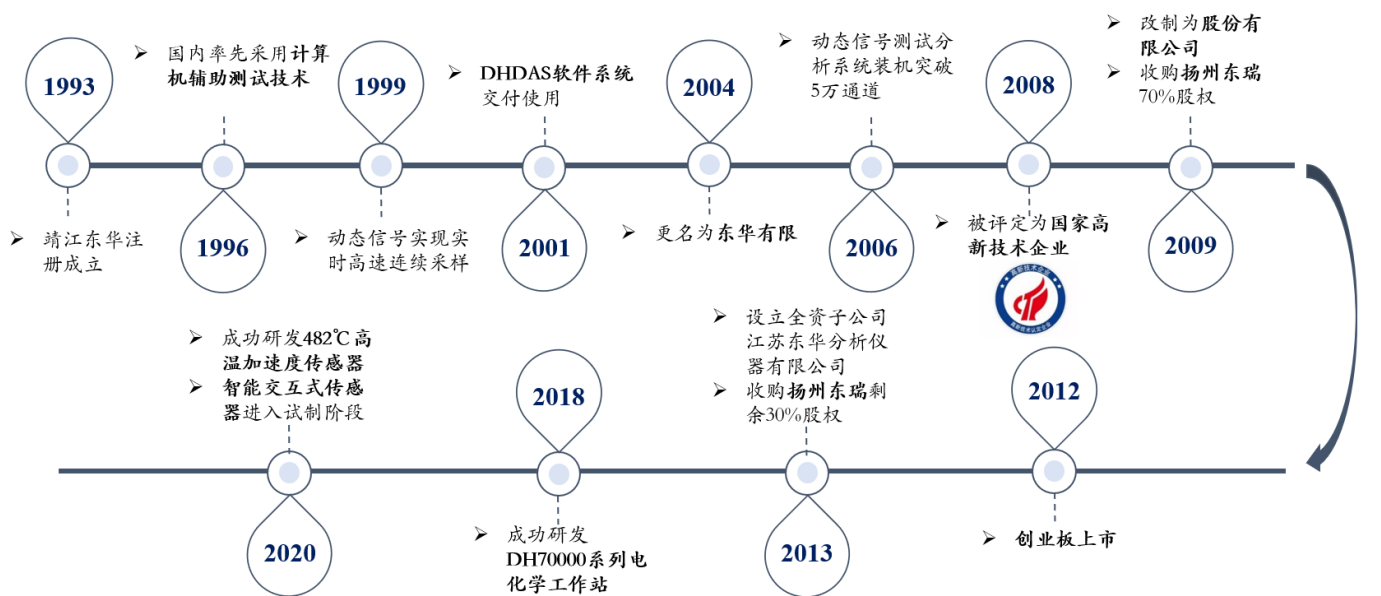 1993
靖江东华注
册成立
国内率先采用计算
机辅助测试技术
1996
1999
动态信号实现实
时高速连续采样
DHDAS软件系统
交付使用
2001
2004
更名为东华有限
动态信号测试分
析系统装机突破
5万通道
2006
2008
被评定为国家高
新技术企业
改制为股份有
限公司
收购扬州东瑞
70%股权
2009
2012
创业板上市
设立全资子公司
江苏东华分析仪
器有限公司
收购扬州东瑞剩
余30%股权
2013
2018
成功研发
DH70000系列电
化学工作站
成功研发482℃高
温加速度传感器
智能交互式传感
器进入试制阶段
2020